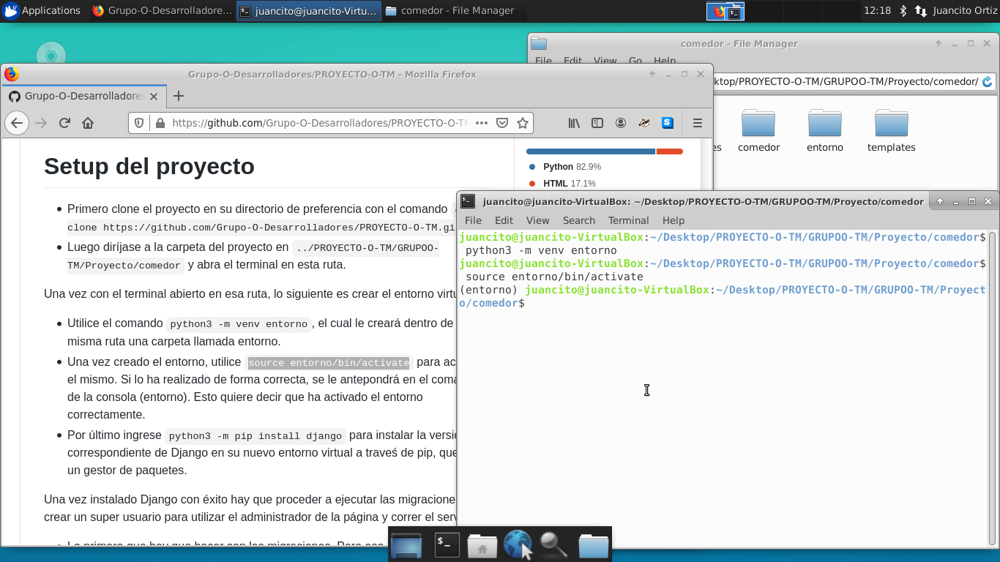 Applications
Grupo-O-Desarrolladore...
juancito@juancito-Virtu...
comedor - File Manager
12:18
Juancito Ortiz
comedor - File Manager
File Edit View Go Help
ktop/PROYECTO-O-TM/GRUPOO-TM/Proyecto/comedor/
es
comedor
entorno
templates
Grupo-O-Desarrolladores/PROYECTO-O-TM - Mozilla Firefox
Grupo-O-Desarrolladores
https://github.com/Grupo-O-Desarrolladores/PROYECTO-O-TM
Setup del proyecto
Primero clone el proyecto en su directorio de preferencia con el comando
clone https://github.com/Grupo-O-Desarrolladores/PROYECTO-O-TM.gi
Luego diríjase a la carpeta del proyecto en ../PROYECTO-O-TM/GRUPOO-
TM/Proyecto/comedor y abra el terminal en esta ruta.
Una vez con el terminal abierto en esa ruta, lo siguiente es crear el entorno virtu
Utilice el comando python3 -m venv entorno, el cual le creará dentro de
misma ruta una carpeta llamada entorno.
Una vez creado el entorno, utilice source entorno/bin/activate para ac
el mismo. Si lo ha realizado de forma correcta, se le antepondrá en el coma
de la consola (entorno). Esto quiere decir que ha activado el entorno
correctamente.
Por último ingrese python3 -m pip install django para instalar la versió
correspondiente de Django en su nuevo entorno virtual a traveś de pip, que
un gestor de paquetes.
Una vez instalado Django con éxito hay que proceder a ejecutar las migracione
crear un super usuario para utilizar el administrador de la página y correr el serv
Lo primero que hay que hacer son las migraciones. Para eso
Python 82.9%
HTML 17.1%
juancito@juancito-VirtualBox: ~/Desktop/PROYECTO-O-TM/GRUPOO-TM/Proyecto/comedor
File Edit View Search Terminal Help
juancito@juancito-VirtualBox:~/Desktop/PROYECTO-O-TM/GRUPOO-TM/Proyecto/comedor$
python3 -m venv entorno
juancito@juancito-VirtualBox:~/Desktop/PROYECTO-O-TM/GRUPOO-TM/Proyecto/comedor$
source entorno/bin/activate
(entorno) juancito@juancito-VirtualBox:~/Desktop/PROYECTO-O-TM/GRUPOO-TM/Proyect
o/comedor$